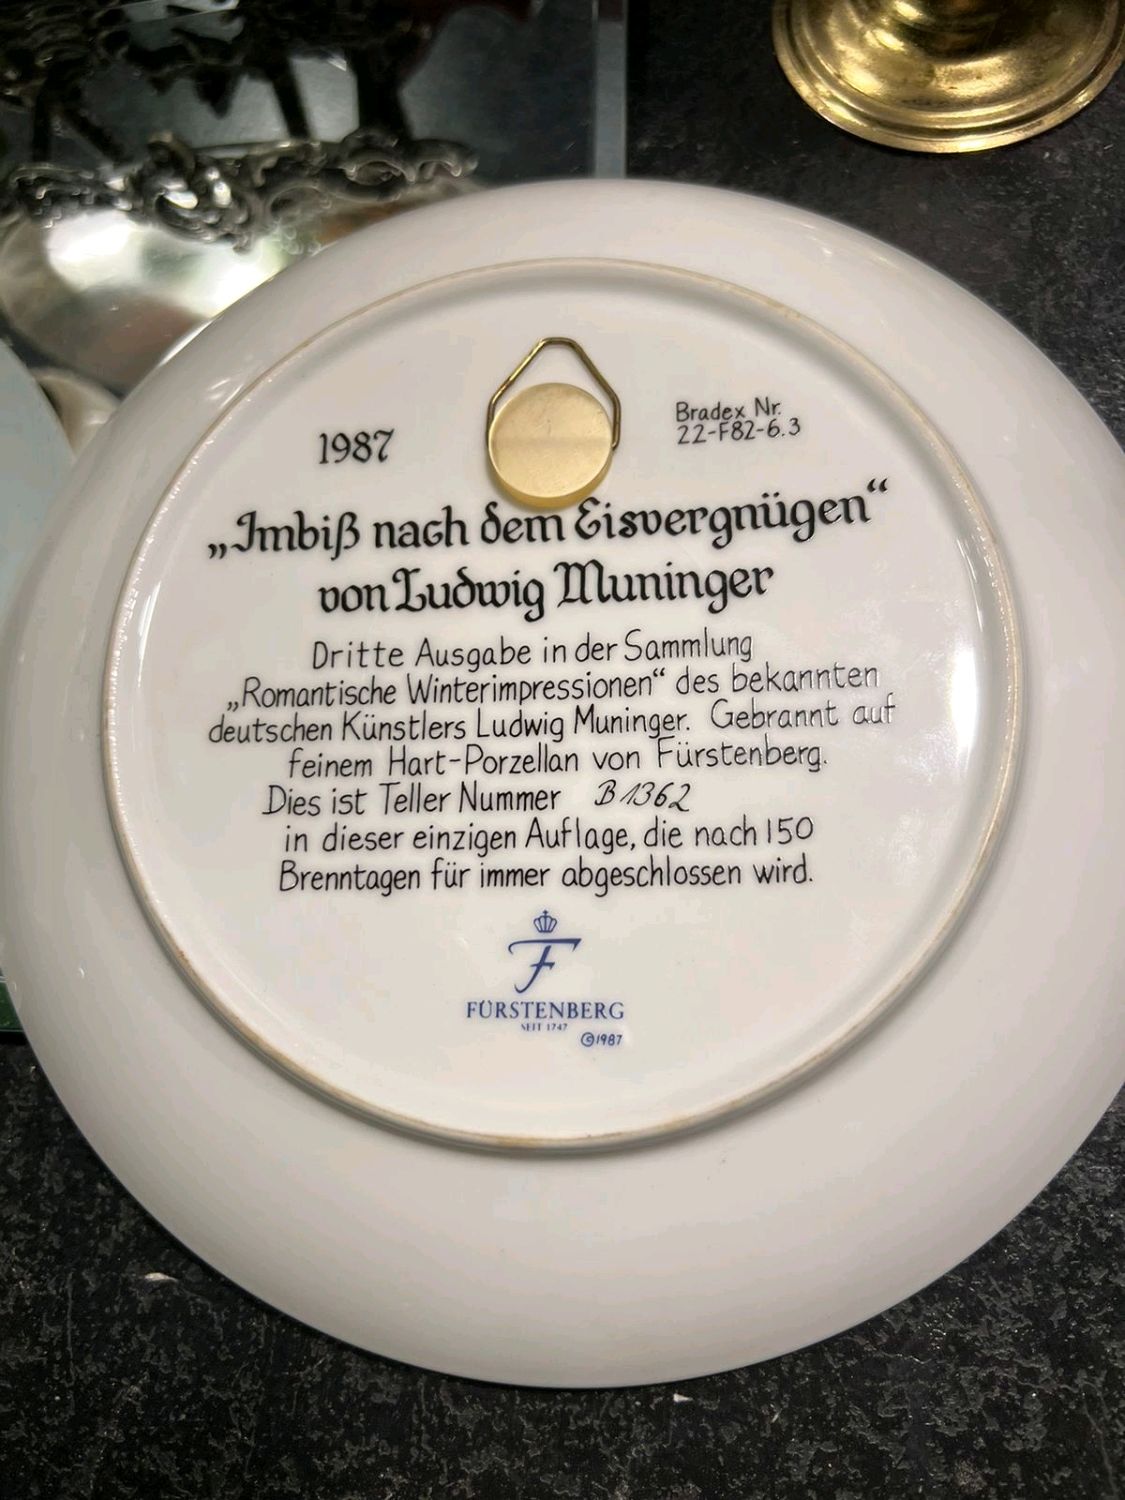 1987
Bradex Nr.
22-F82-6.3
„Imbiß nach dem Eisvergnügen“
von Ludwig Muninger
Dritte Ausgabe in der Sammlung
„Romantische Winterimpressionen“ des bekannten
deutschen Künstlers Ludwig Muninger. Gebrannt auf
feinem Hart-Porzellan von Fürstenberg.
Dies ist Teller Nummer B 1362
in dieser einzigen Auflage, die nach 150
Brenntagen für immer abgeschlossen wird.
F
FÜRSTENBERG
SEIT 1747
©1987